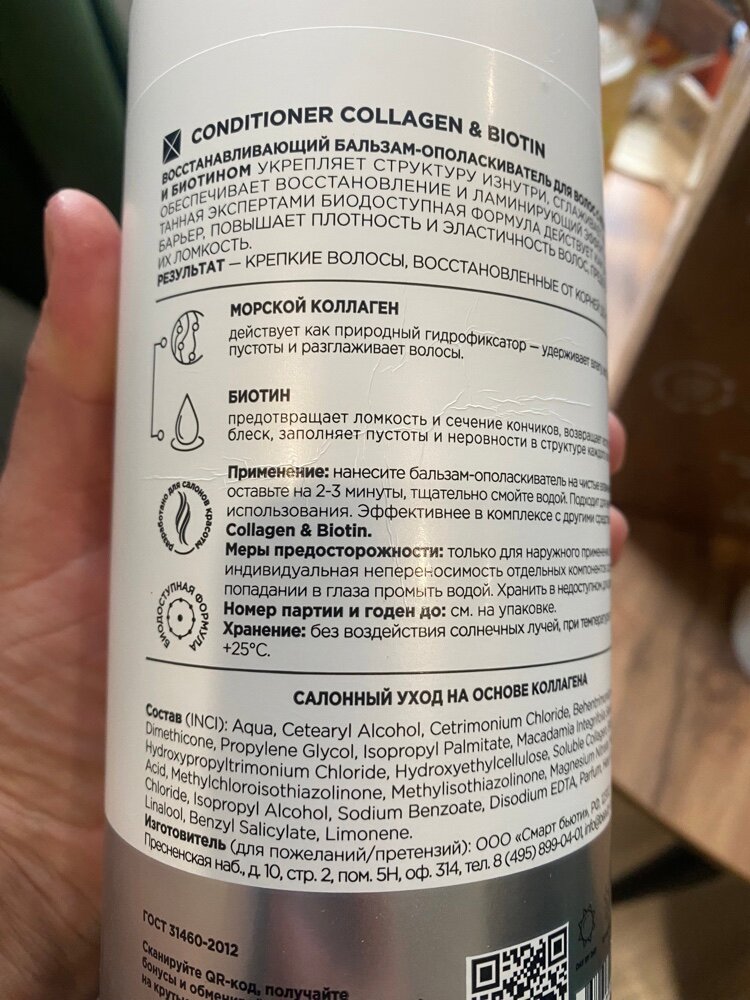 CONDITIONER COLLAGEN & BIOTIN
ВОССТАНАВЛИВАЮЩИЙ БАЛЬЗАМ-ОПОЛАСКИВАТЕЛЬ ДЛЯ ВОЛОС
И БИОТИНОМ УКРЕПЛЯЕТ СТРУКТУРУ ИЗНУТРИ,
ОБЕСПЕЧИВАЕТ ВОССТАНОВЛЕНИЕ И ЛАМИНИРУЮЩИЙ
ТАННАЯ ЭКСПЕРТАМИ БИОДОСТУПНАЯ ФОРМУЛА ДЕЙСТВУЕТ
БАРЬЕР, ПОВЫШАЕТ ПЛОТНОСТЬ И ЭЛАСТИЧНОСТЬ ВОЛОС,
ИХ ЛОМКОСТЬ.
РЕЗУЛЬТАТ — КРЕПКИЕ ВОЛОСЫ, ВОССТАНОВЛЕННЫЕ ОТ КОРНЕЙ
МОРСКОЙ КОЛЛАГЕН
действует как природный гидрофиксатор — удерживает
пустоты и разглаживает волосы.
БИОТИН
предотвращает ломкость и сечение кончиков, возвращает
блеск, заполняет пустоты и неровности в структуре
разработано для салонов красоты
Применение: нанесите бальзам-ополаскиватель на чистые
оставьте на 2-3 минуты, тщательно смойте водой. Подходит
использования. Эффективнее в комплексе с другими
Collagen & Biotin.
Меры предосторожности: только для наружного
индивидуальная непереносимость отдельных компонентов
попадании в глаза промыть водой. Хранить в недоступном
БИОДОСТУПНАЯ ФОРМУЛА
Номер партии и годен до: см. на упаковке.
Хранение: без воздействия солнечных лучей, при
+25°С.
САЛОННЫЙ УХОД НА ОСНОВЕ КОЛЛАГЕНА
Состав (INCI): Aqua, Cetearyl Alcohol, Cetrimonium Chloride,
Dimethicone, Propylene Glycol, Isopropyl Palmitate, Macadamia
Hydroxypropyltrimonium Chloride, Hydroxyethylcellulose, Soluble
Acid, Methylchloroisothiazolinone, Methylisothiazolinone, Magnesium
Chloride, Isopropyl Alcohol, Sodium Benzoate, Disodium EDTA, Parfum,
Linalool, Benzyl Salicylate, Limonene.
Изготовитель (для пожеланий/претензий): ООО «Смарт бьюти», РФ,
Пресненская наб., д. 10, стр. 2, пом. 5Н, оф. 314, тел. 8 (495) 899-04-01,
ГОСТ 31460-2012
Сканируйте QR-код, получайте
бонусы и
на